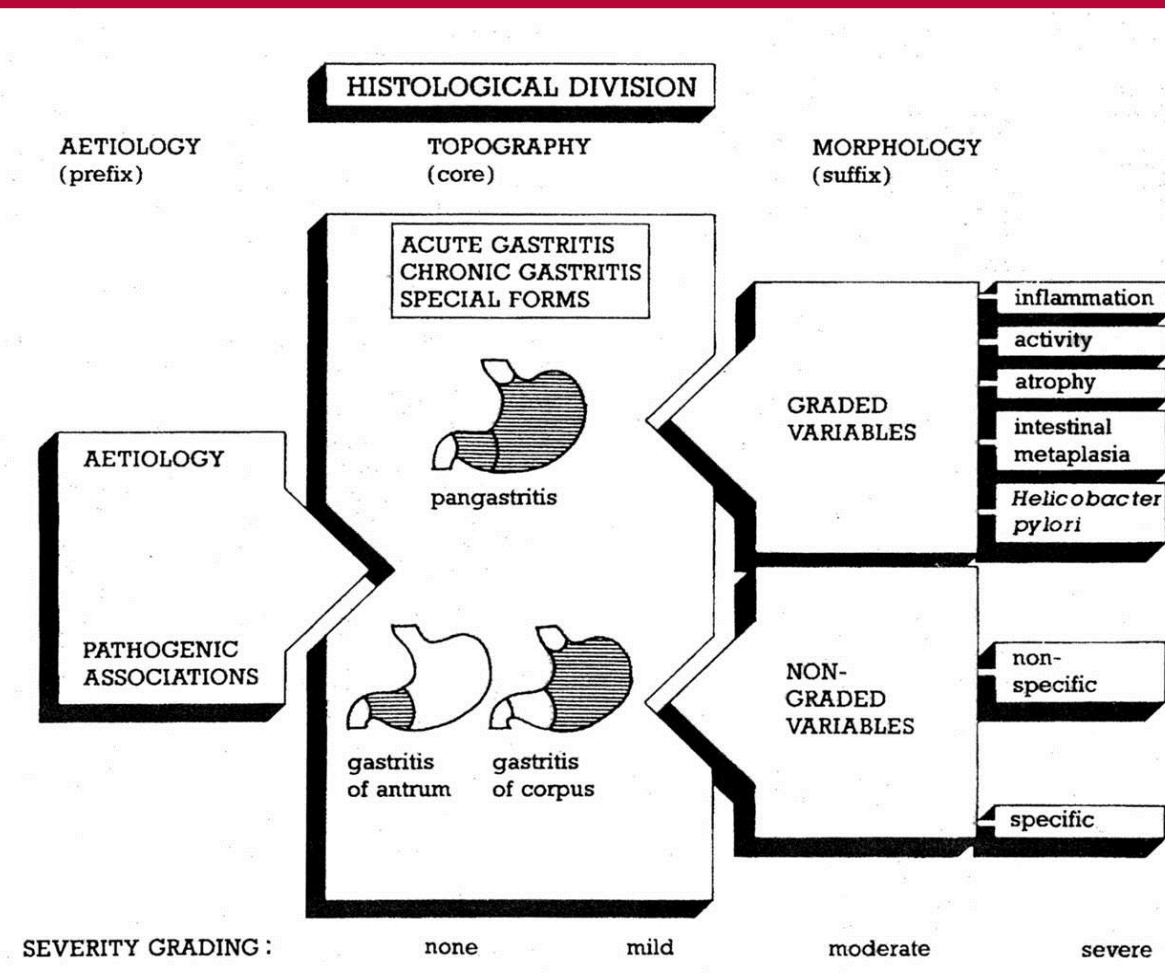 HISTOLOGICAL DIVISION
AETIOLOGY
(prefix)
TOPOGRAPHY
(core)
MORPHOLOGY
(suffix)
AETIOLOGY
PATHOGENIC
ASSOCIATIONS
ACUTE GASTRITIS
CHRONIC GASTRITIS
SPECIAL FORMS
pangastritis
gastritis
of antrum
gastritis
of corpus
GRADED
VARIABLES
inflammation
activity
atrophy
intestinal
metaplasia
Helicobacter
pylori
NON-
GRADED
VARIABLES
non-
specific
specific
SEVERITY GRADING: none mild moderate severe